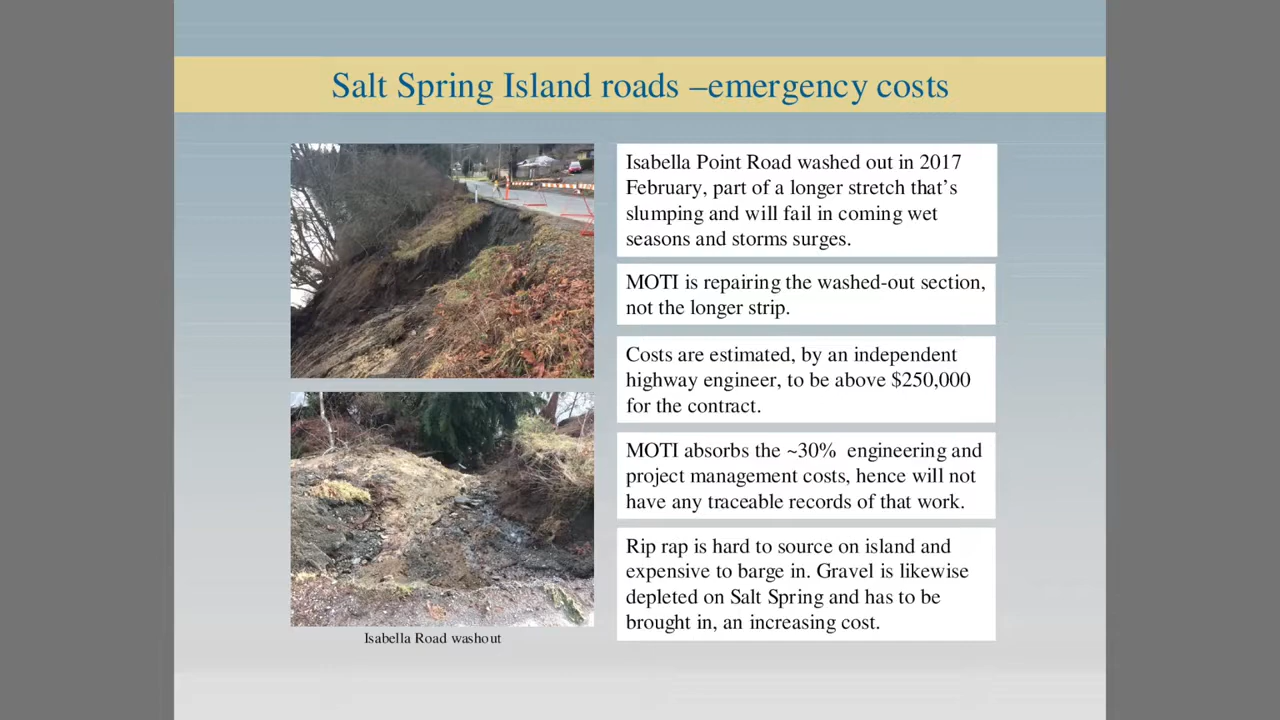 Salt Spring Island roads –emergency costs
Isabella Point Road washed out in 2017
February, part of a longer stretch that’s
slumping and will fail in coming wet
seasons and storms surges.
MOTI is repairing the washed-out section,
not the longer strip.
Costs are estimated, by an independent
highway engineer, to be above $250,000
for the contract.
MOTI absorbs the ~30%  engineering and
project management costs, hence will not
have any traceable records of that work.
Rip rap is hard to source on island and
expensive to barge in. Gravel is likewise
depleted on Salt Spring and has to be
brought in, an increasing cost.
Isabella Road washout